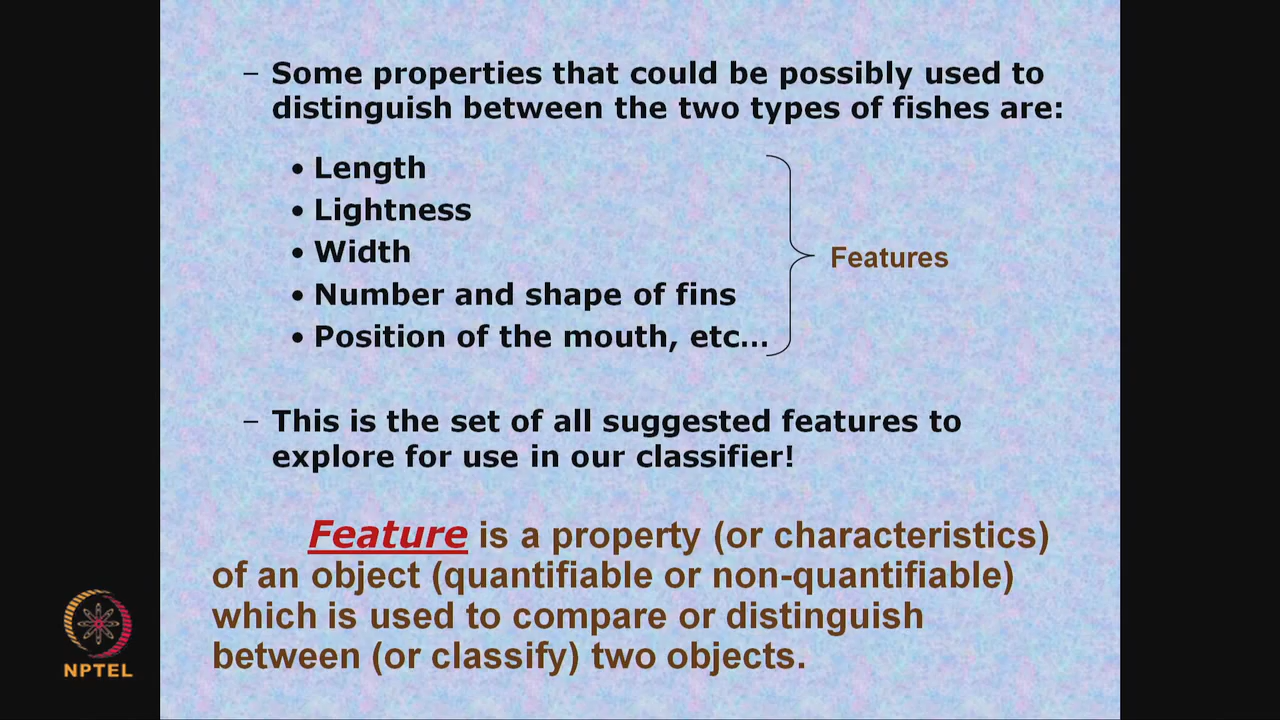 – Some properties that could be possibly used to
distinguish between the two types of fishes are:
• Length
• Lightness
• Width
• Number and shape of fins
• Position of the mouth, etc...
Features
– This is the set of all suggested features to
explore for use in our classifier!
Feature is a property (or characteristics)
of an object (quantifiable or non-quantifiable)
which is used to compare or distinguish
between (or classify) two objects.
NPTEL